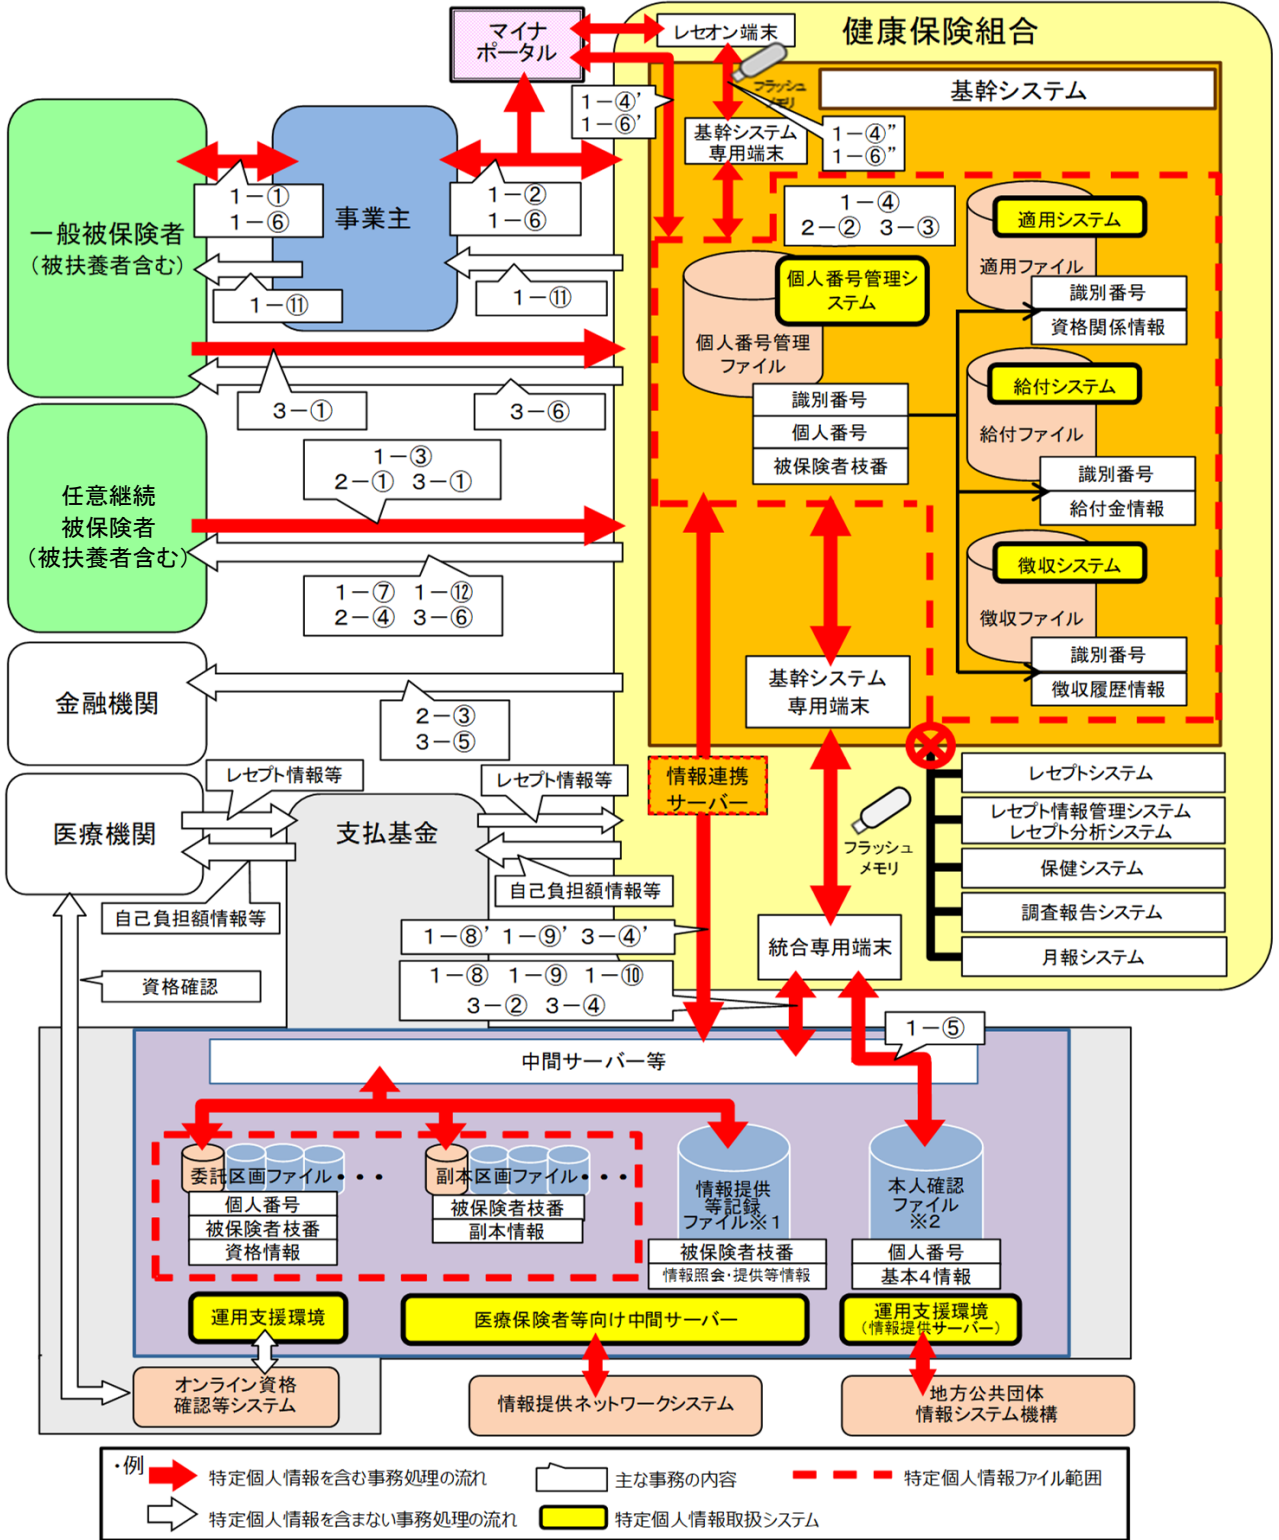 マイナ
ポータル
レセオン端末
健康保険組合
フラッシュ
メモリ
基幹システム
1－④’
1－⑥’
基幹システム
専用端末
1－④”
1－⑥”
一般被保険者
（被扶養者含む）
1－①
1－⑥
事業主
1－②
1－⑥
1－⑪
1－⑪
1－④
2－② 3－③
適用システム
適用ファイル
識別番号
資格関係情報
個人番号管理シ
ステム
個人番号管理
ファイル
識別番号
個人番号
被保険者枝番
給付システム
給付ファイル
識別番号
給付金情報
徴収システム
徴収ファイル
識別番号
徴収履歴情報
3－①
3－⑥
任意継続
被保険者
（被扶養者含む）
1－③
2－① 3－①
1－⑦ 1－⑫
2－④ 3－⑥
金融機関
2－③
3－⑤
基幹システム
専用端末
医療機関
レセプト情報等
レセプト情報等
支払基金
自己負担額情報等
自己負担額情報等
情報連携
サーバー
フラッシュ
メモリ
レセプトシステム
レセプト情報管理システム
レセプト分析システム
保健システム
調査報告システム
月報システム
資格確認
1－⑧’ 1－⑨’ 3－④’
1－⑧ 1－⑨ 1－⑩
3－② 3－④
統合専用端末
1－⑤
中間サーバー等
委託区画ファイル・・・
個人番号
被保険者枝番
資格情報
副本区画ファイル・・・
被保険者枝番
副本情報
情報提供
等記録
ファイル※1
被保険者枝番
情報照会・提供等情報
本人確認
ファイル
※2
個人番号
基本4情報
運用支援環境
医療保険者等向け中間サーバー
運用支援環境
（情報提供サーバー）
オンライン資格
確認等システム
情報提供ネットワークシステム
地方公共団体
情報システム機構
・例
特定個人情報を含む事務処理の流れ
主な事務の内容
特定個人情報ファイル範囲
特定個人情報を含まない事務処理の流れ
特定個人情報取扱システム